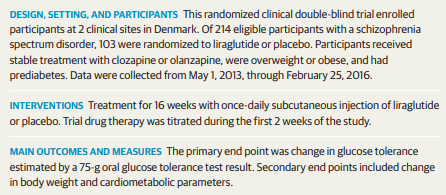 DESIGN, SETTING, AND PARTICIPANTS This randomized clinical double-blind trial enrolled
participants at 2 clinical sites in Denmark. Of 214 eligible participants with a schizophrenia
spectrum disorder, 103 were randomized to liraglutide or placebo. Participants received
stable treatment with clozapine or olanzapine, were overweight or obese, and had
prediabetes. Data were collected from May 1, 2013, through February 25, 2016.
INTERVENTIONS Treatment for 16 weeks with once-daily subcutaneous injection of liraglutide
or placebo. Trial drug therapy was titrated during the first 2 weeks of the study.
MAIN OUTCOMES AND MEASURES The primary end point was change in glucose tolerance
estimated by a 75-g oral glucose tolerance test result. Secondary end points included change
in body weight and cardiometabolic parameters.